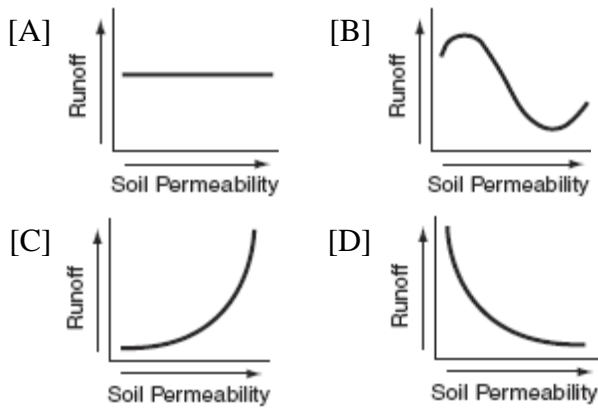 [A]
Runoff
Soil Permeability
[B]
Runoff
Soil Permeability
[C]
Runoff
Soil Permeability
[D]
Runoff
Soil Permeability